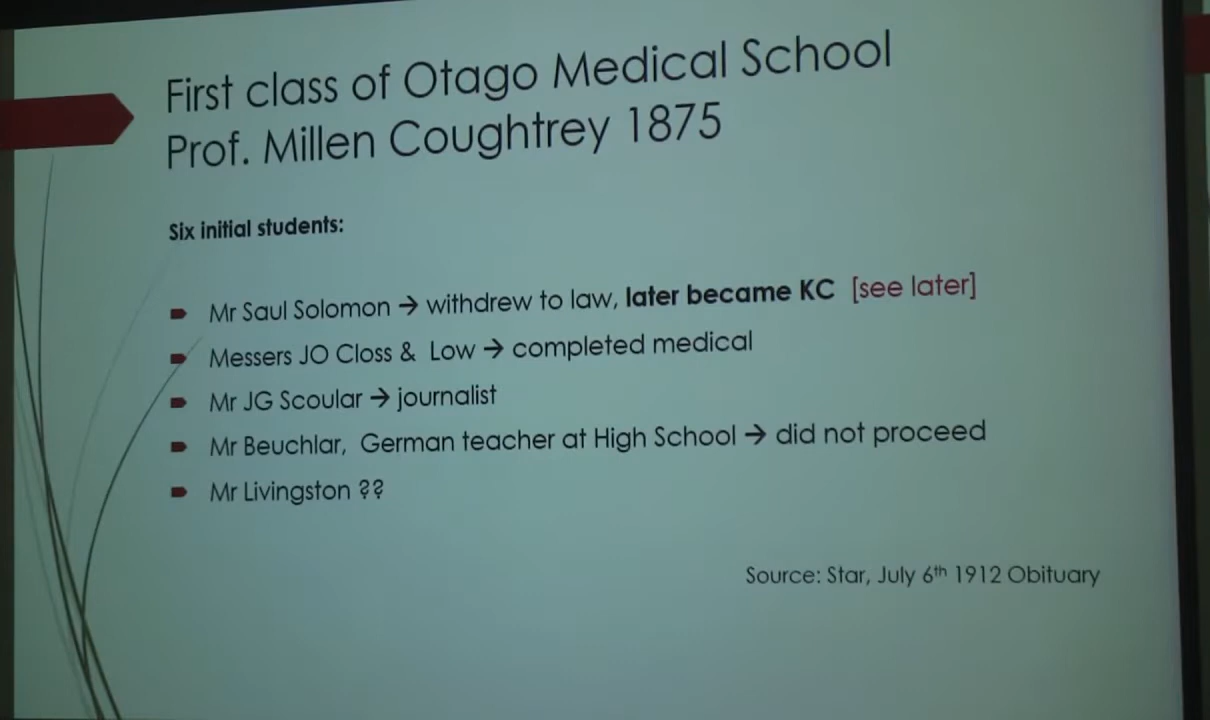 First class of Otago Medical School
Prof. Millen Coughtrey 1875
Six initial students:
Mr Saul Solomon → withdrew to law, later became KC [see later]
Messers JO Closs & Low → completed medical
Mr JG Scoular → journalist
Mr Beuchlar, German teacher at High School → did not proceed
Mr Livingston ??
Source: Star, July 6th 1912 Obituary